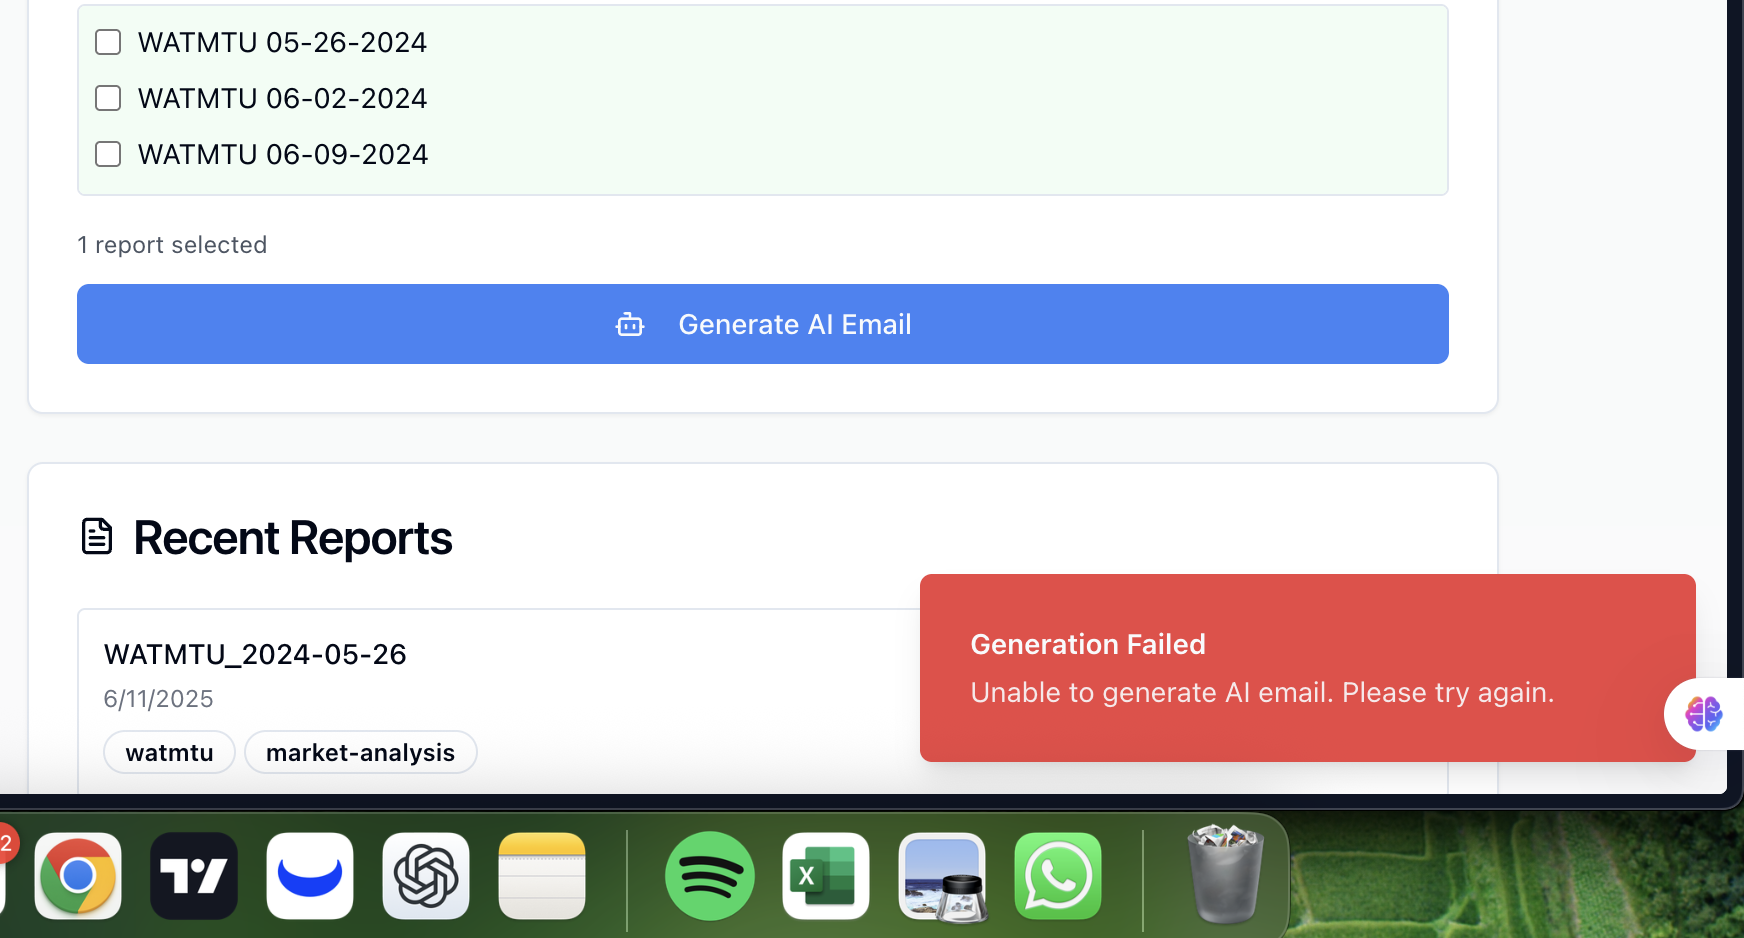 WATMTU 05-26-2024
WATMTU 06-02-2024
WATMTU 06-09-2024
1 report selected
Generate AI Email
Recent Reports
WATMTU_2024-05-26
6/11/2025
watmtu
market-analysis
Generation Failed
Unable to generate AI email. Please try again.
2
X